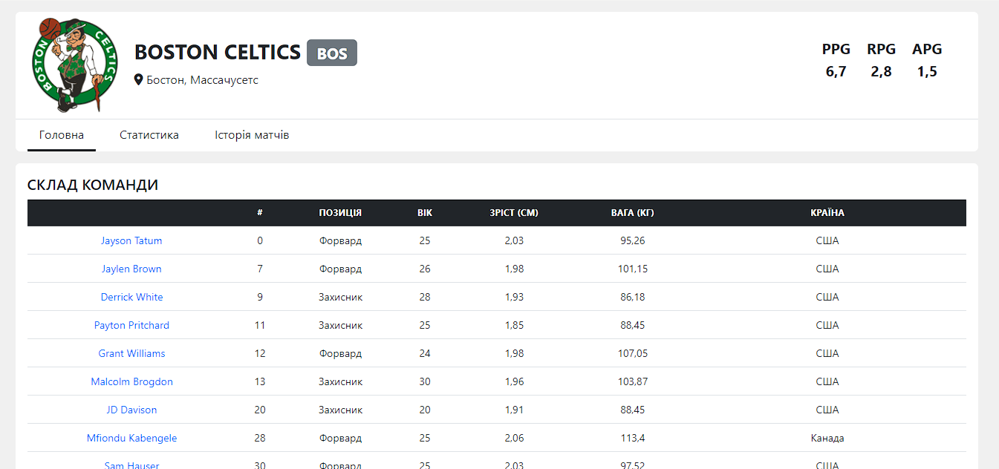 BOSTON CELTICS
BOSTON CELTICS BOS
Бостон, Массачусетс
PPG RPG APG
6,7 2,8 1,5
Головна Статистика Історія матчів
СКЛАД КОМАНДИ
# ПОЗИЦІЯ ВІК ЗРІСТ (СМ) ВАГА (КГ) КРАЇНА
Jayson Tatum 0 Форвард 25 2,03 95,26 США
Jaylen Brown 7 Форвард 26 1,98 101,15 США
Derrick White 9 Захисник 28 1,93 86,18 США
Payton Pritchard 11 Захисник 25 1,85 88,45 США
Grant Williams 12 Форвард 24 1,98 107,05 США
Malcolm Brogdon 13 Захисник 30 1,96 103,87 США
JD Davison 20 Захисник 20 1,91 88,45 США
Mfiondu Kabengele 28 Форвард 25 2,06 113,4 Канада
Sam Hauser 30 Форвард 25 2,03 97,52 США